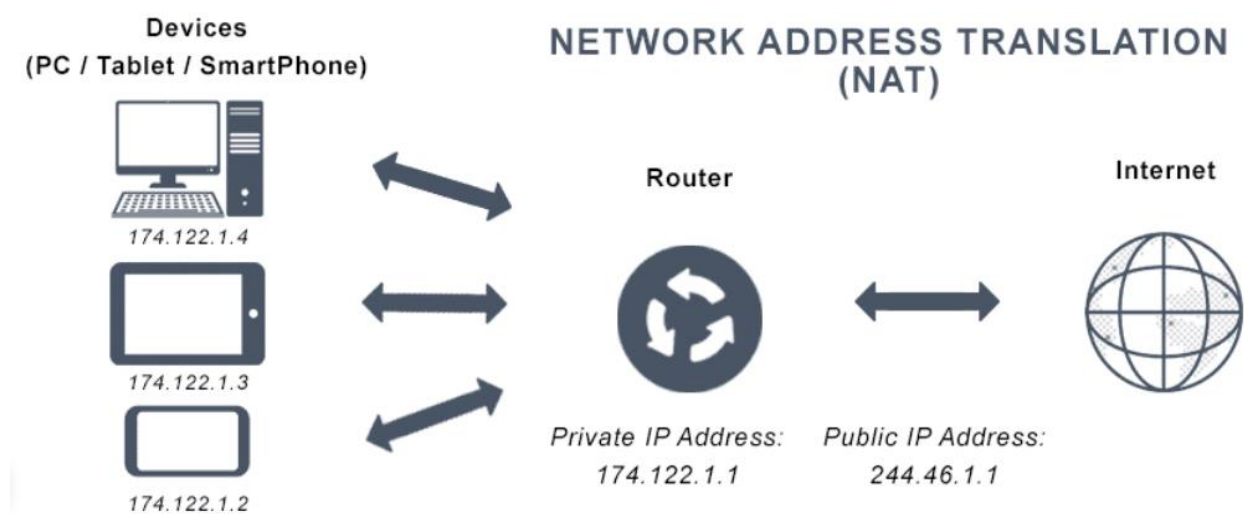 Devices
(PC / Tablet / SmartPhone)
174.122.1.4
174.122.1.3
174.122.1.2
NETWORK ADDRESS TRANSLATION
(NAT)
Router
Private IP Address:
174.122.1.1
Public IP Address:
244.46.1.1
Internet